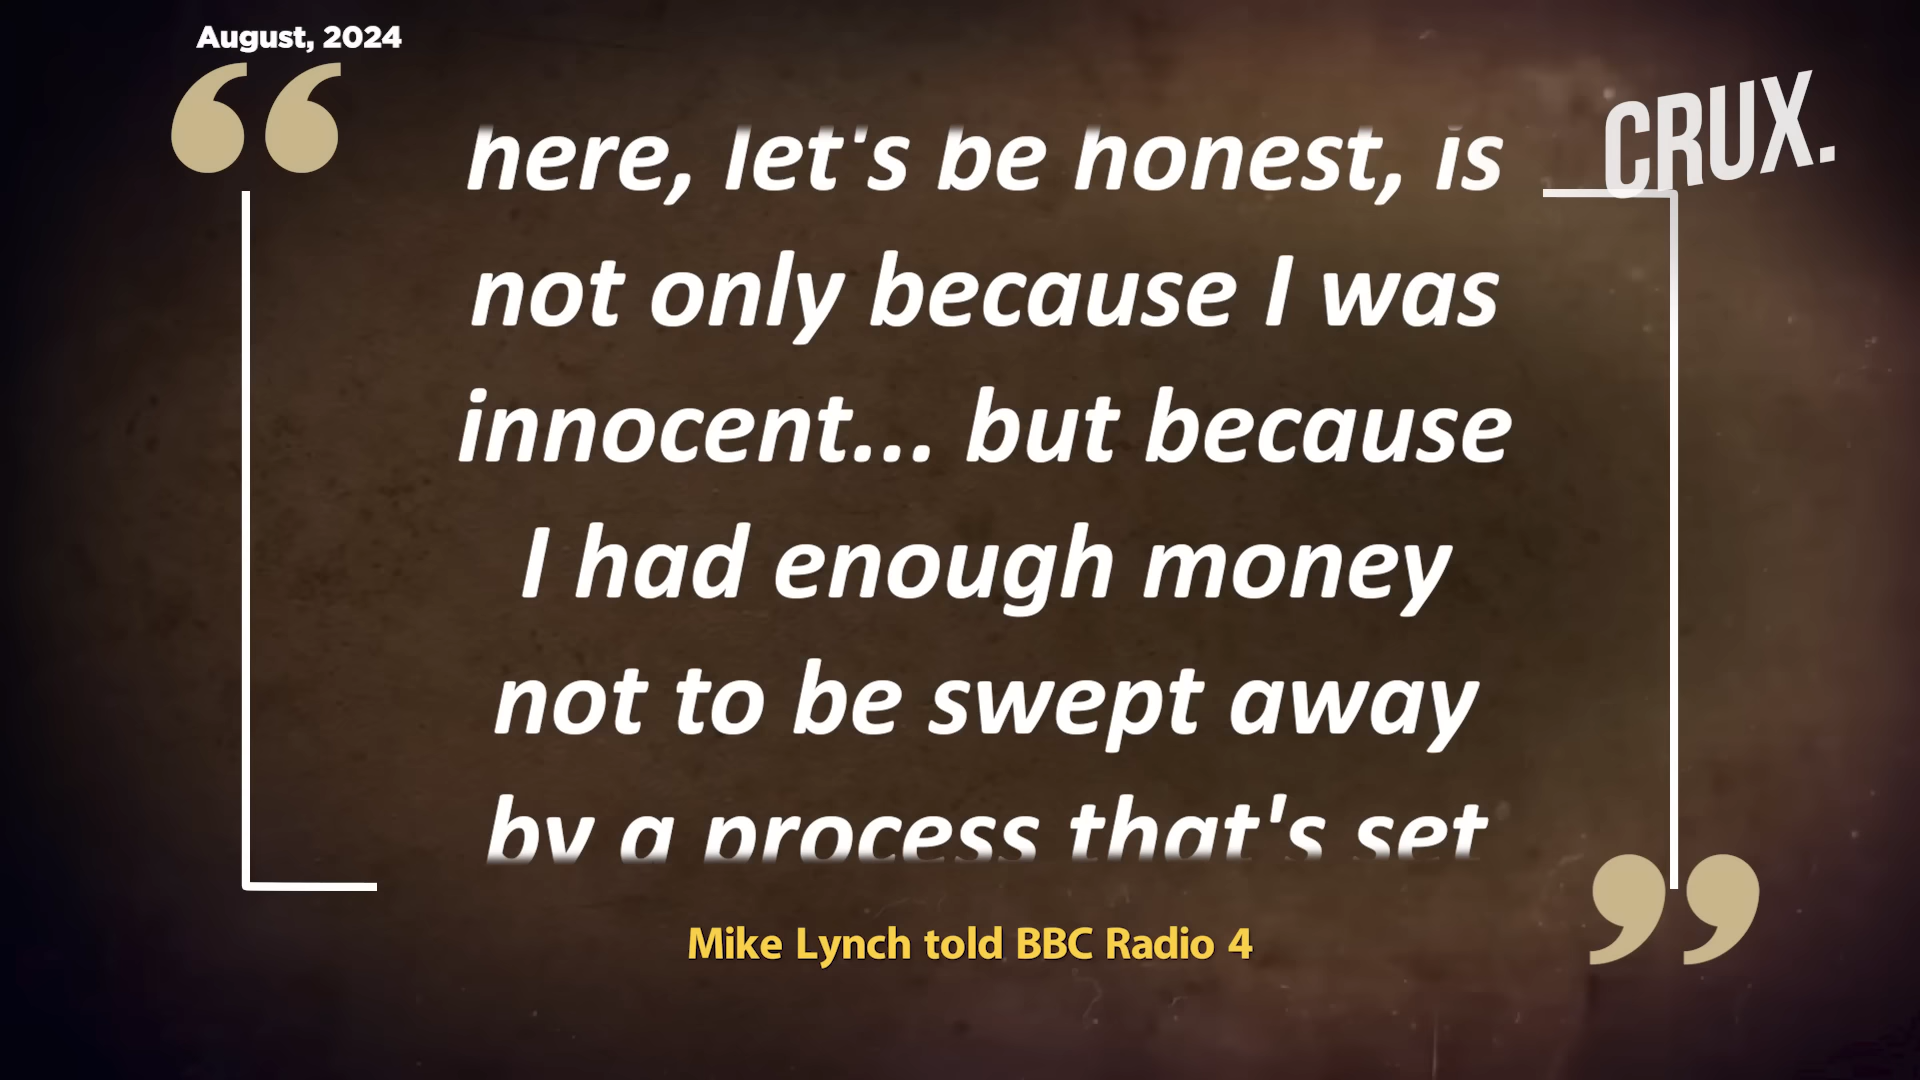 August, 2024
“
CRUX.
here, let's be honest, is
not only because I was
innocent... but because
I had enough money
not to be swept away
by a process that's set
”
Mike Lynch told BBC Radio 4